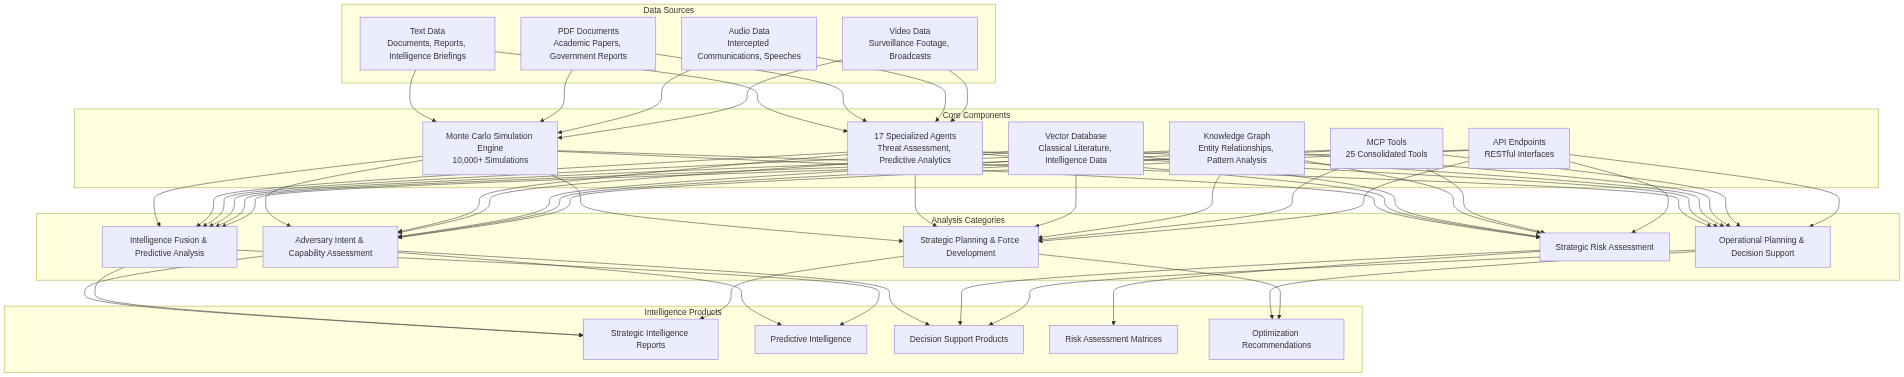 Data Sources
Text Data
Documents, Reports,
Intelligence Briefings
PDF Documents
Academic Papers,
Government Reports
Audio Data
Intercepted
Communications, Speeches
Video Data
Surveillance Footage,
Broadcasts
Core Components
Monte Carlo Simulation
Engine
10,000+ Simulations
17 Specialized Agents
Threat Assessment,
Predictive Analytics
Vector Database
Classical Literature,
Intelligence Data
Knowledge Graph
Entity Relationships,
Pattern Analysis
MCP Tools
25 Consolidated Tools
API Endpoints
RESTful Interfaces
Analysis Categories
Intelligence Fusion &
Predictive Analysis
Adversary Intent &
Capability Assessment
Strategic Planning & Force
Development
Strategic Risk Assessment
Operational Planning &
Decision Support
Intelligence Products
Strategic Intelligence
Reports
Predictive Intelligence
Decision Support Products
Risk Assessment Matrices
Optimization
Recommendations